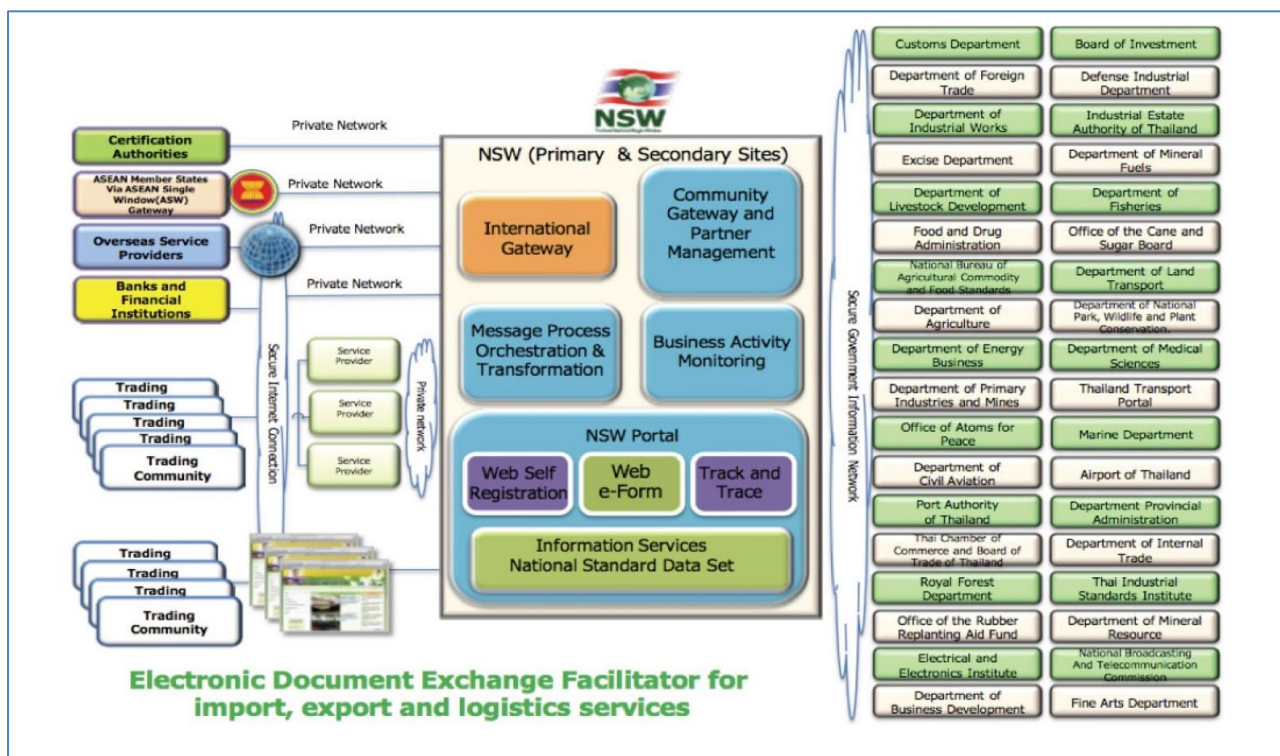 NSW
Private Network
Certification
Authorities
ASEAN Member States
Via ASEAN Single
Window(ASW)
Gateway
Private Network
Overseas Service
Providers
Private Network
Banks and
Financial
Institutions
Private Network
Secure Internet Connection
Trading
Trading
Trading
Trading
Trading
Community
Service
Provider
Service
Provider
Service
Provider
Private network
Trading
Trading
Trading
Trading
Community
NSW (Primary & Secondary Sites)
International
Gateway
Community
Gateway and
Partner
Management
Message Process
Orchestration &
Transformation
Business Activity
Monitoring
NSW Portal
Web Self
Registration
Web
e-Form
Track and
Trace
Information Services
National Standard Data Set
Secure Government Information Network
Customs Department
Board of Investment
Department of Foreign
Trade
Defense Industrial
Department
Department of
Industrial Works
Industrial Estate
Authority of Thailand
Excise Department
Department of Mineral
Fuels
Department of
Livestock Development
Department of
Fisheries
Food and Drug
Administration
Office of the Cane and
Sugar Board
National Bureau of
Agricultural Commodity
and Food Standards
Department of Land
Transport
Department of
Agriculture
Department of National
Park, Wildlife and Plant
Conservation.
Department of Energy
Business
Department of Medical
Sciences
Department of Primary
Industries and Mines
Thailand Transport
Portal
Office of Atoms for
Peace
Marine Department
Department of
Civil Aviation
Airport of Thailand
Port Authority
of Thailand
Department Provincial
Administration
Thai Chamber of
Commerce and Board of
Trade of Thailand
Department of Internal
Trade
Royal Forest
Department
Thai Industrial
Standards Institute
Office of the Rubber
Replanting Aid Fund
Department of Mineral
Resource
Electrical and
Electronics Institute
National Broadcasting
And Telecommunication
Commission
Department of
Business Development
Fine Arts Department
Electronic Document Exchange Facilitator for
import, export and logistics services